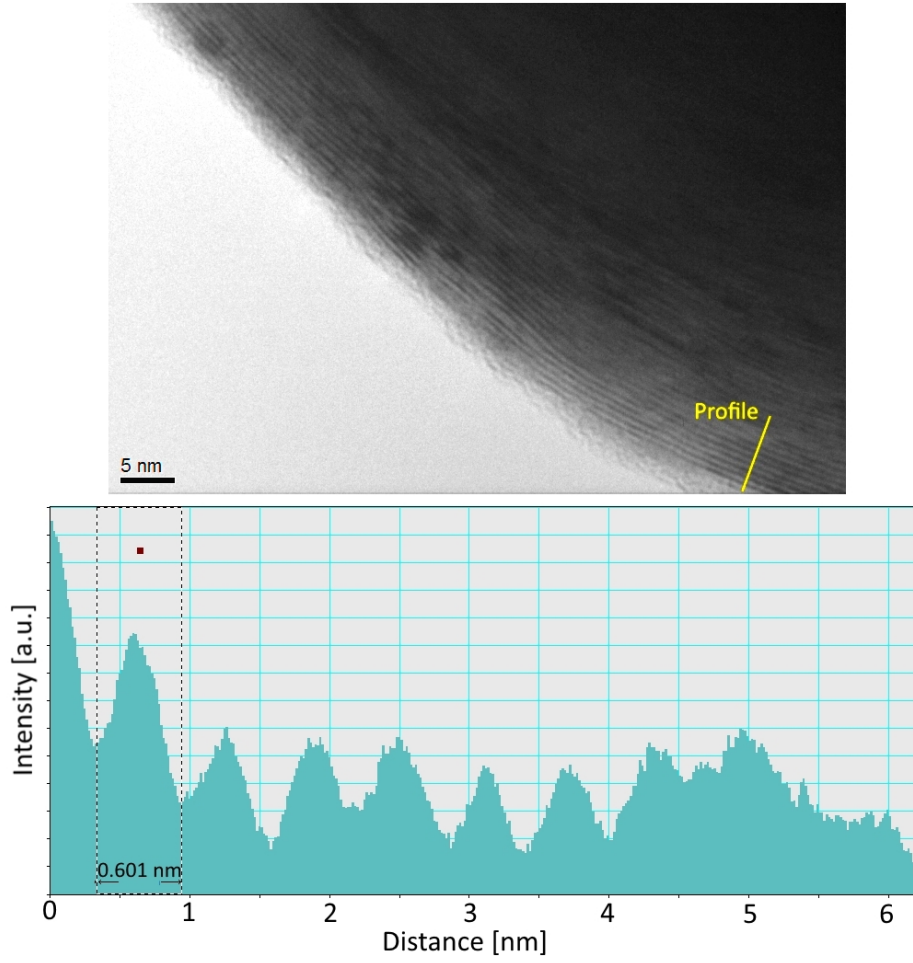 Profile
5 nm
Intensity [a.u.]
0.601 nm
0 1 2 3 4 5 6
Distance [nm]